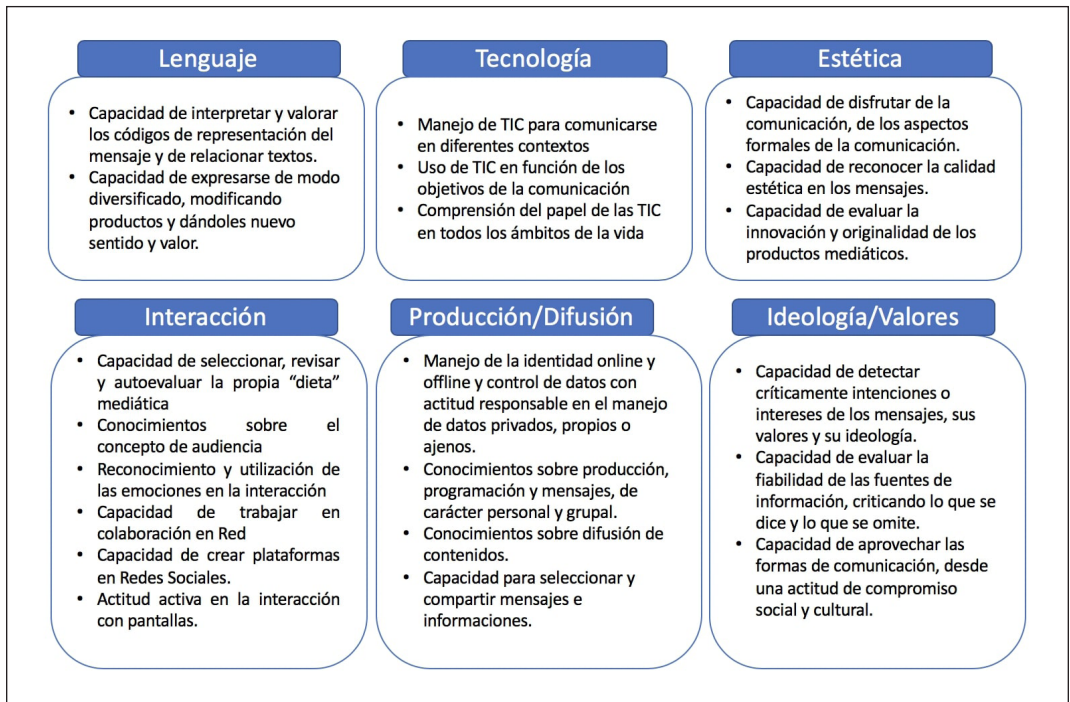 Lenguaje
• Capacidad de interpretar y valorar
los códigos de representación del
mensaje y de relacionar textos.
• Capacidad de expresarse de modo
diversificado, modificando
productos y dándoles nuevo
sentido y valor.
Tecnología
• Manejo de TIC para comunicarse
en diferentes contextos
• Uso de TIC en función de los
objetivos de la comunicación
• Comprensión del papel de las TIC
en todos los ámbitos de la vida
Estética
• Capacidad de disfrutar de la
comunicación, de los aspectos
formales de la comunicación.
• Capacidad de reconocer la calidad
estética en los mensajes.
• Capacidad de evaluar la
innovación y originalidad de los
productos mediáticos.
Interacción
• Capacidad de seleccionar, revisar
y autoevaluar la propia “dieta”
mediática
• Conocimientos sobre el
concepto de audiencia
• Reconocimiento y utilización de
las emociones en la interacción
• Capacidad de trabajar en
colaboración en Red
• Capacidad de crear plataformas
en Redes Sociales.
• Actitud activa en la interacción
con pantallas.
Producción/Difusión
• Manejo de la identidad online y
offline y control de datos con
actitud responsable en el manejo
de datos privados, propios o
ajenos.
• Conocimientos sobre producción,
programación y mensajes, de
carácter personal y grupal.
• Conocimientos sobre difusión de
contenidos.
• Capacidad para seleccionar y
compartir mensajes e
informaciones.
Ideología/Valores
• Capacidad de detectar
críticamente intenciones o
intereses de los mensajes, sus
valores y su ideología.
• Capacidad de evaluar la
fiabilidad de las fuentes de
información, criticando lo que se
dice y lo que se omite.
• Capacidad de aprovechar las
formas de comunicación, desde
una actitud de compromiso
social y cultural.